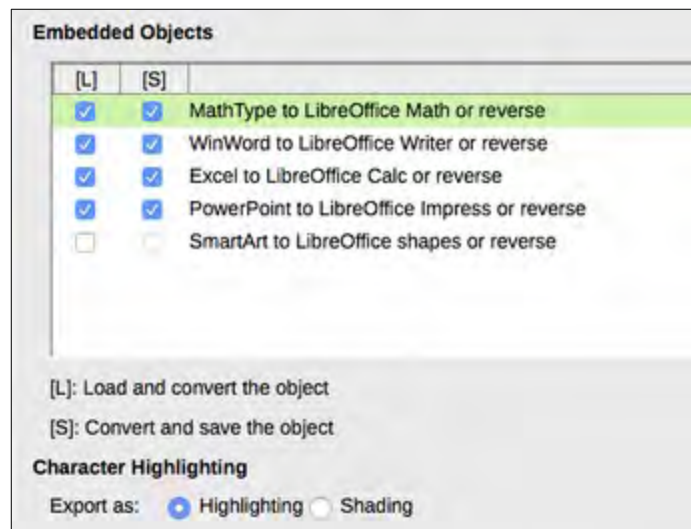 Embedded Objects
[L] [S]
MathType to LibreOffice Math or reverse
WinWord to LibreOffice Writer or reverse
Excel to LibreOffice Calc or reverse
PowerPoint to LibreOffice Impress or reverse
SmartArt to LibreOffice shapes or reverse
[L]: Load and convert the object
[S]: Convert and save the object
Character Highlighting
Export as: Highlighting Shading